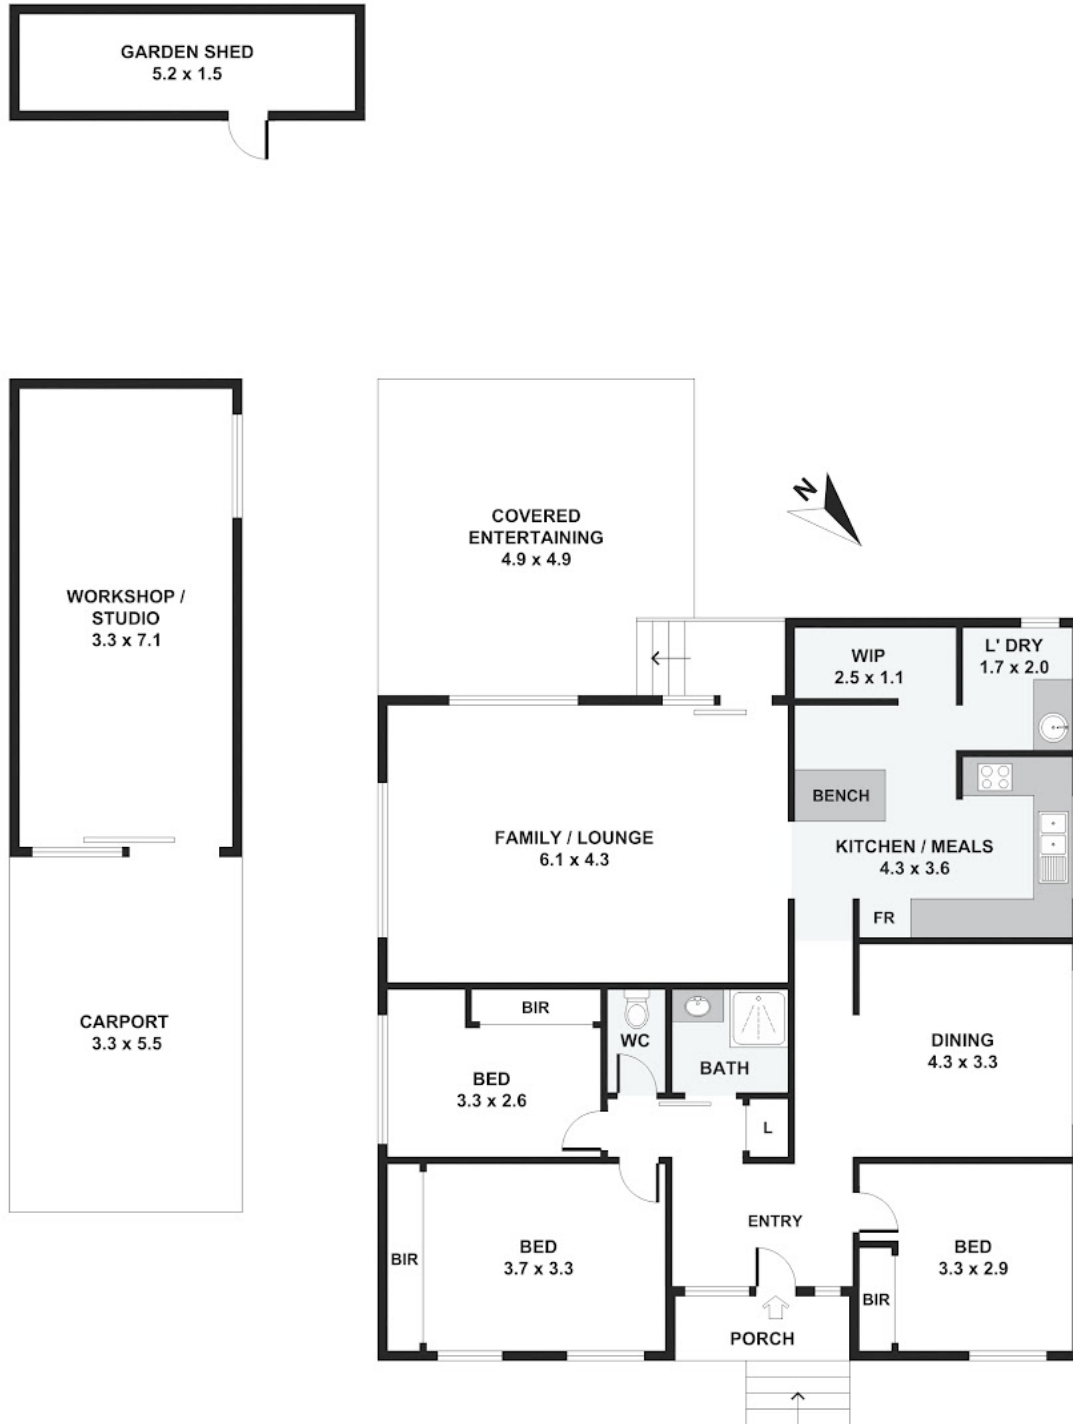 GARDEN SHED
5.2 x 1.5
COVERED
ENTERTAINING
4.9 x 4.9
N
WORKSHOP /
STUDIO
3.3 x 7.1
WIP
2.5 x 1.1
L' DRY
1.7 x 2.0
BENCH
FAMILY / LOUNGE
6.1 x 4.3
KITCHEN / MEALS
4.3 x 3.6
FR
CARPORT
3.3 x 5.5
BIR
WC
BATH
DINING
4.3 x 3.3
BED
3.3 x 2.6
L
ENTRY
BIR
BED
3.7 x 3.3
BED
3.3 x 2.9
BIR
PORCH